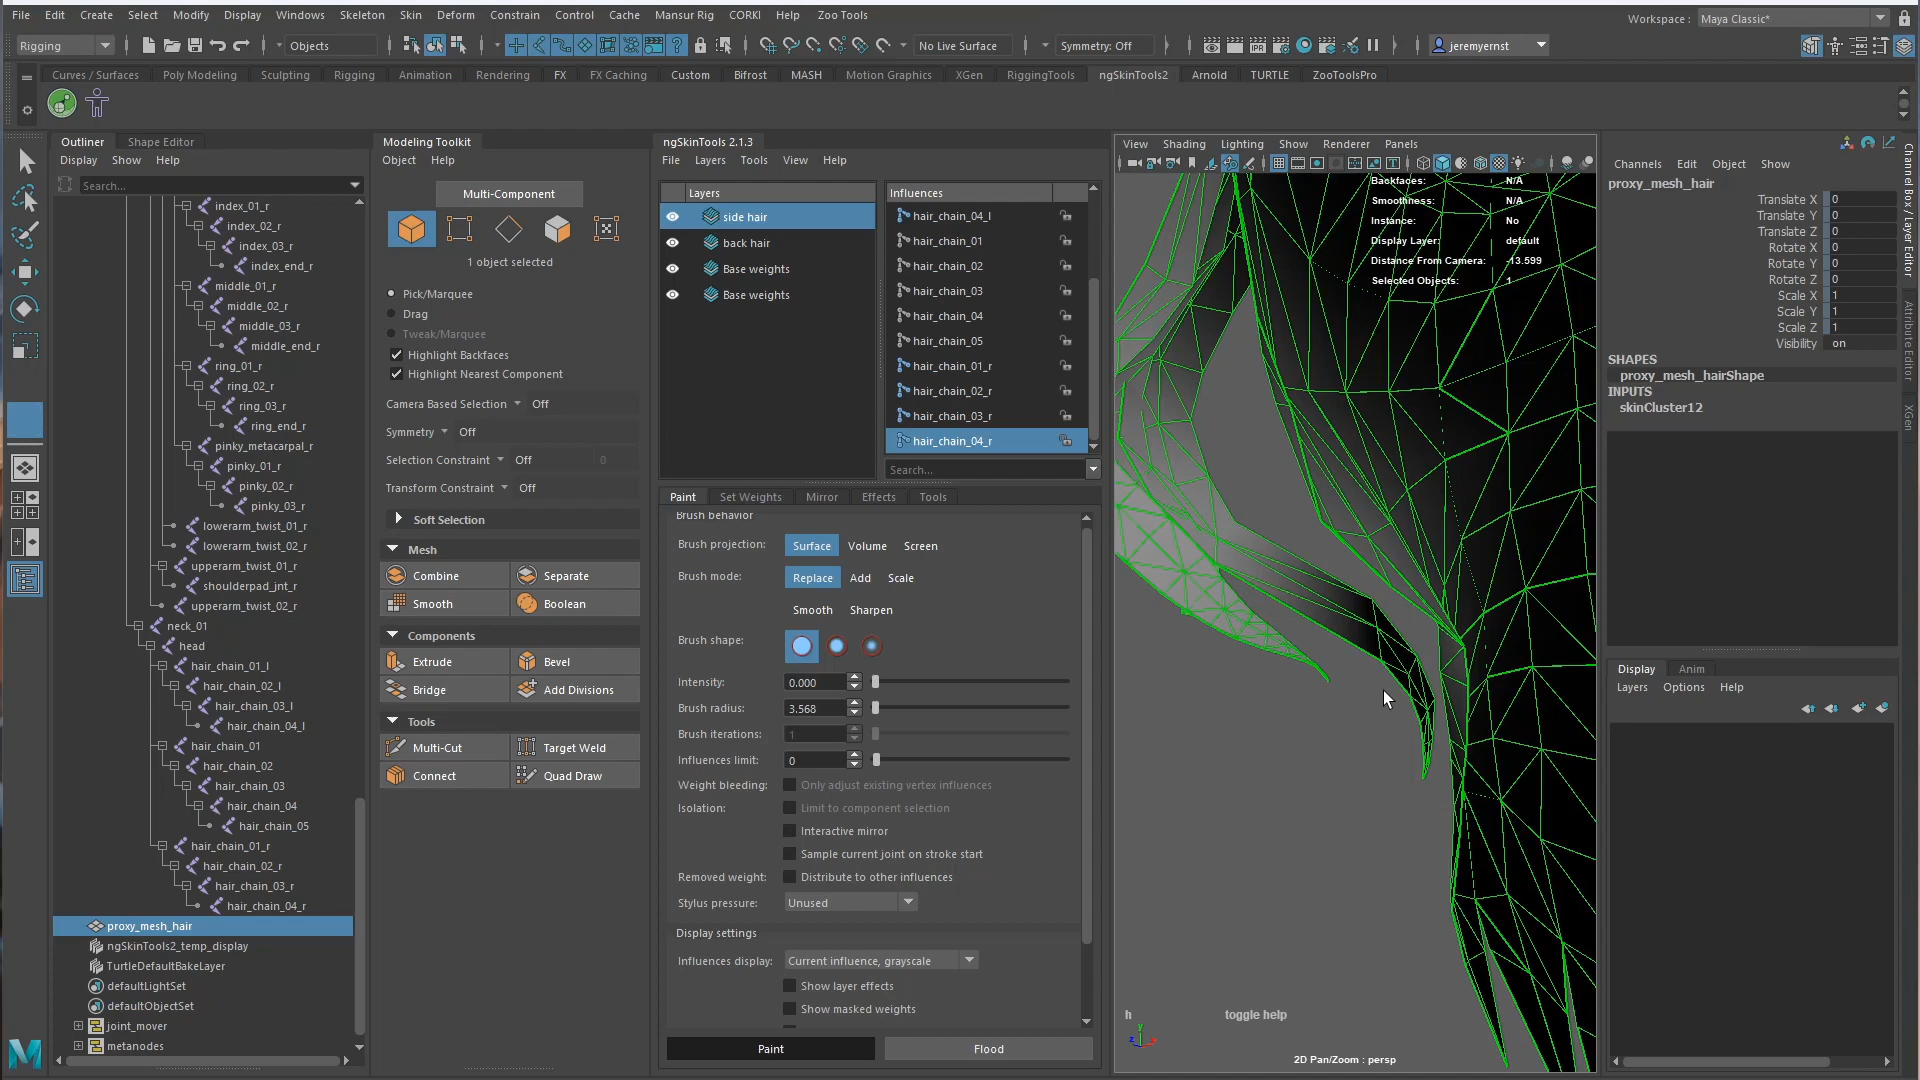 File Edit Create Select Modify Display Windows Skeleton Skin Deform Constrain Control Cache Mansur Rig CORKI Help Zoo Tools
Workspace : Maya Classic*
Rigging Objects No Live Surface Symmetry: Off jeremyernst
Curves / Surfaces Poly Modeling Sculpting Rigging Animation Rendering FX FX Caching Custom Bifrost MASH Motion Graphics XGen RiggingTools ngSkinTools2 Arnold TURTLE ZooToolsPro
Outliner Shape Editor
Display Show Help
Search...
index_01_r
index_02_r
index_03_r
index_end_r
middle_01_r
middle_02_r
middle_03_r
middle_end_r
ring_01_r
ring_02_r
ring_03_r
ring_end_r
pinky_metacarpal_r
pinky_01_r
pinky_02_r
pinky_03_r
lowerarm_twist_01_r
lowerarm_twist_02_r
upperarm_twist_01_r
shoulderpad_jnt_r
upperarm_twist_02_r
neck_01
head
hair_chain_01_l
hair_chain_02_l
hair_chain_03_l
hair_chain_04_l
hair_chain_01
hair_chain_02
hair_chain_03
hair_chain_04
hair_chain_05
hair_chain_01_r
hair_chain_02_r
hair_chain_03_r
hair_chain_04_r
proxy_mesh_hair
ngSkinTools2_temp_display
TurtleDefaultBakeLayer
defaultLightSet
defaultObjectSet
joint_mover
metanodes
Modeling Toolkit
Object Help
Multi-Component
1 object selected
Pick/Marquee
Drag
Tweak/Marquee
Highlight Backfaces
Highlight Nearest Component
Camera Based Selection Off
Symmetry Off
Selection Constraint Off 0
Transform Constraint Off
Soft Selection
Mesh
Combine Separate
Smooth Boolean
Components
Extrude Bevel
Bridge Add Divisions
Tools
Multi-Cut Target Weld
Connect Quad Draw
ngSkinTools 2.1.3
File Layers Tools View Help
Layers
side hair
back hair
Base weights
Base weights
Influences
hair_chain_04_l
hair_chain_01
hair_chain_02
hair_chain_03
hair_chain_04
hair_chain_05
hair_chain_01_r
hair_chain_02_r
hair_chain_03_r
hair_chain_04_r
Search...
Paint Set Weights Mirror Effects Tools
Brush behavior
Brush projection: Surface Volume Screen
Brush mode: Replace Add Scale
Smooth Sharpen
Brush shape:
Intensity: 0.000
Brush radius: 3.568
Brush iterations: 1
Influences limit: 0
Weight bleeding: Only adjust existing vertex influences
Isolation: Limit to component selection
Interactive mirror
Sample current joint on stroke start
Removed weight: Distribute to other influences
Stylus pressure: Unused
Display settings
Influences display: Current influence, grayscale
Show layer effects
Show masked weights
Paint Flood
View Shading Lighting Show Renderer Panels
Backfaces: N/A
Smoothness: N/A
Instance: No
Display Layer: default
Distance From Camera: -13.599
Selected Objects: 1
h toggle help
y
z
x
2D Pan/Zoom : persp
Channels Edit Object Show
proxy_mesh_hair
Translate X 0
Translate Y 0
Translate Z 0
Rotate X 0
Rotate Y 0
Rotate Z 0
Scale X 1
Scale Y 1
Scale Z 1
Visibility on
SHAPES
proxy_mesh_hairShape
INPUTS
skinCluster12
Display Anim
Layers Options Help
Channel Box / Layer Editor
Attribute Editor
XGen